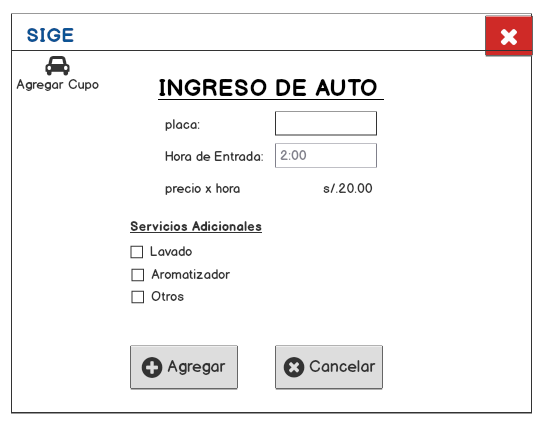 SIGE
Agregar Cupo
INGRESO DE AUTO
placa:
Hora de Entrada: 2:00
precio x hora s/.20.00
Servicios Adicionales
Lavado
Aromatizador
Otros
Agregar Cancelar